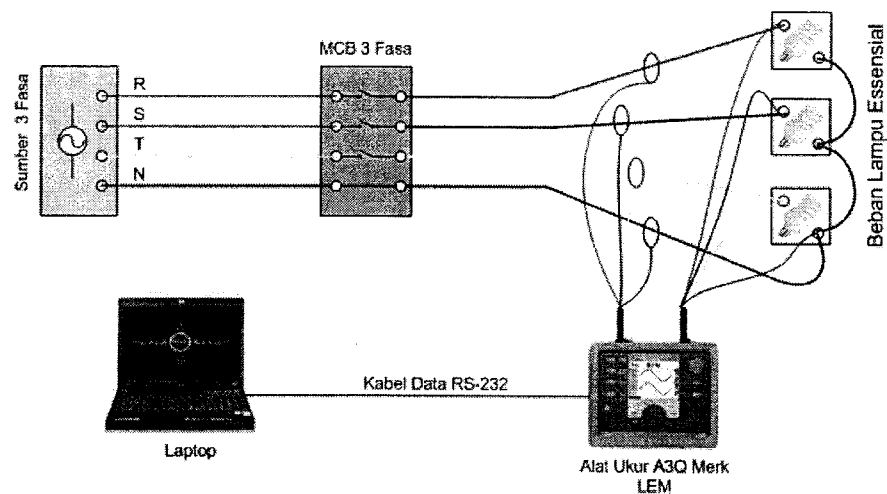 MCB 3 Fasa
Sumber 3 Fasa
R
S
T
N
Beban Lampu Essensial
Kabel Data RS-232
Laptop
Alat Ukur A3Q Merk
LEM